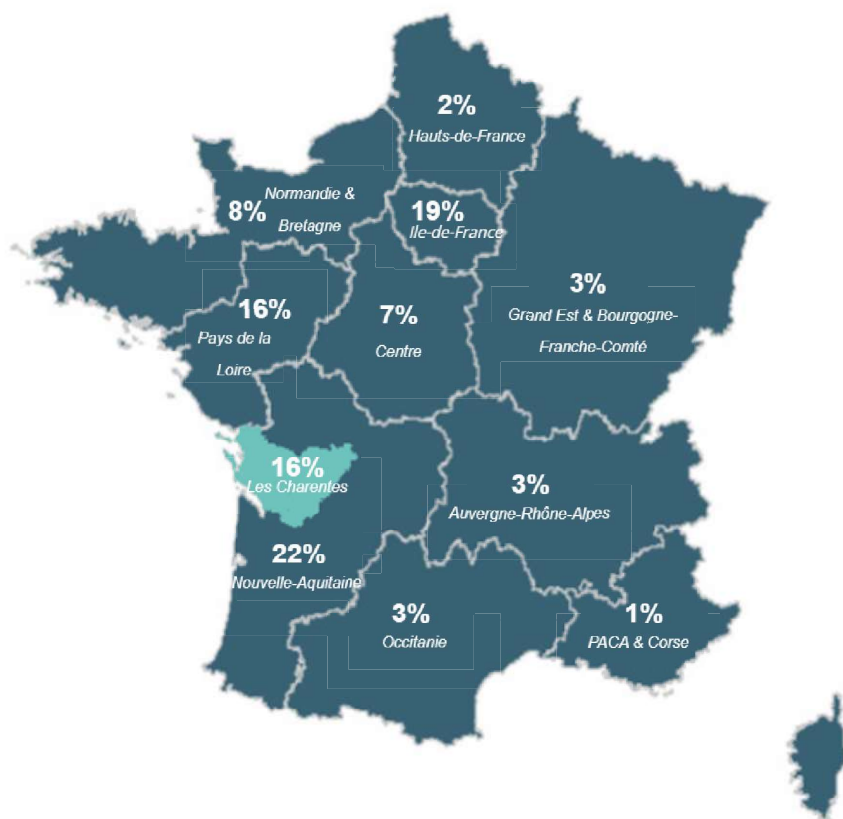 2%
Hauts-de-France
Normandie &
8%
Bretagne
19%
Ile-de-France
3%
Grand Est & Bourgogne-
Franche-Comté
16%
Pays de la
Loire
7%
Centre
16%
Les Charentes
3%
Auvergne-Rhône-Alpes
22%
Nouvelle-Aquitaine
3%
Occitanie
1%
PACA & Corse